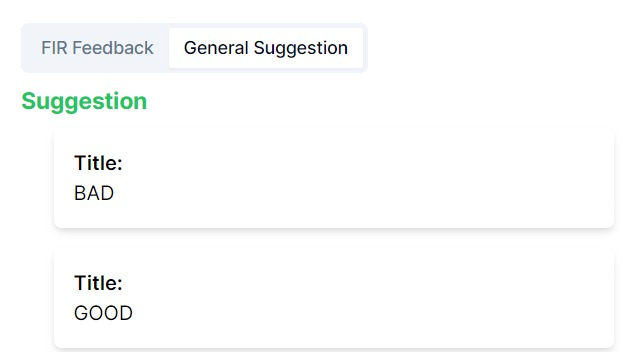 FIR Feedback General Suggestion
Suggestion
Title:
BAD
Title:
GOOD